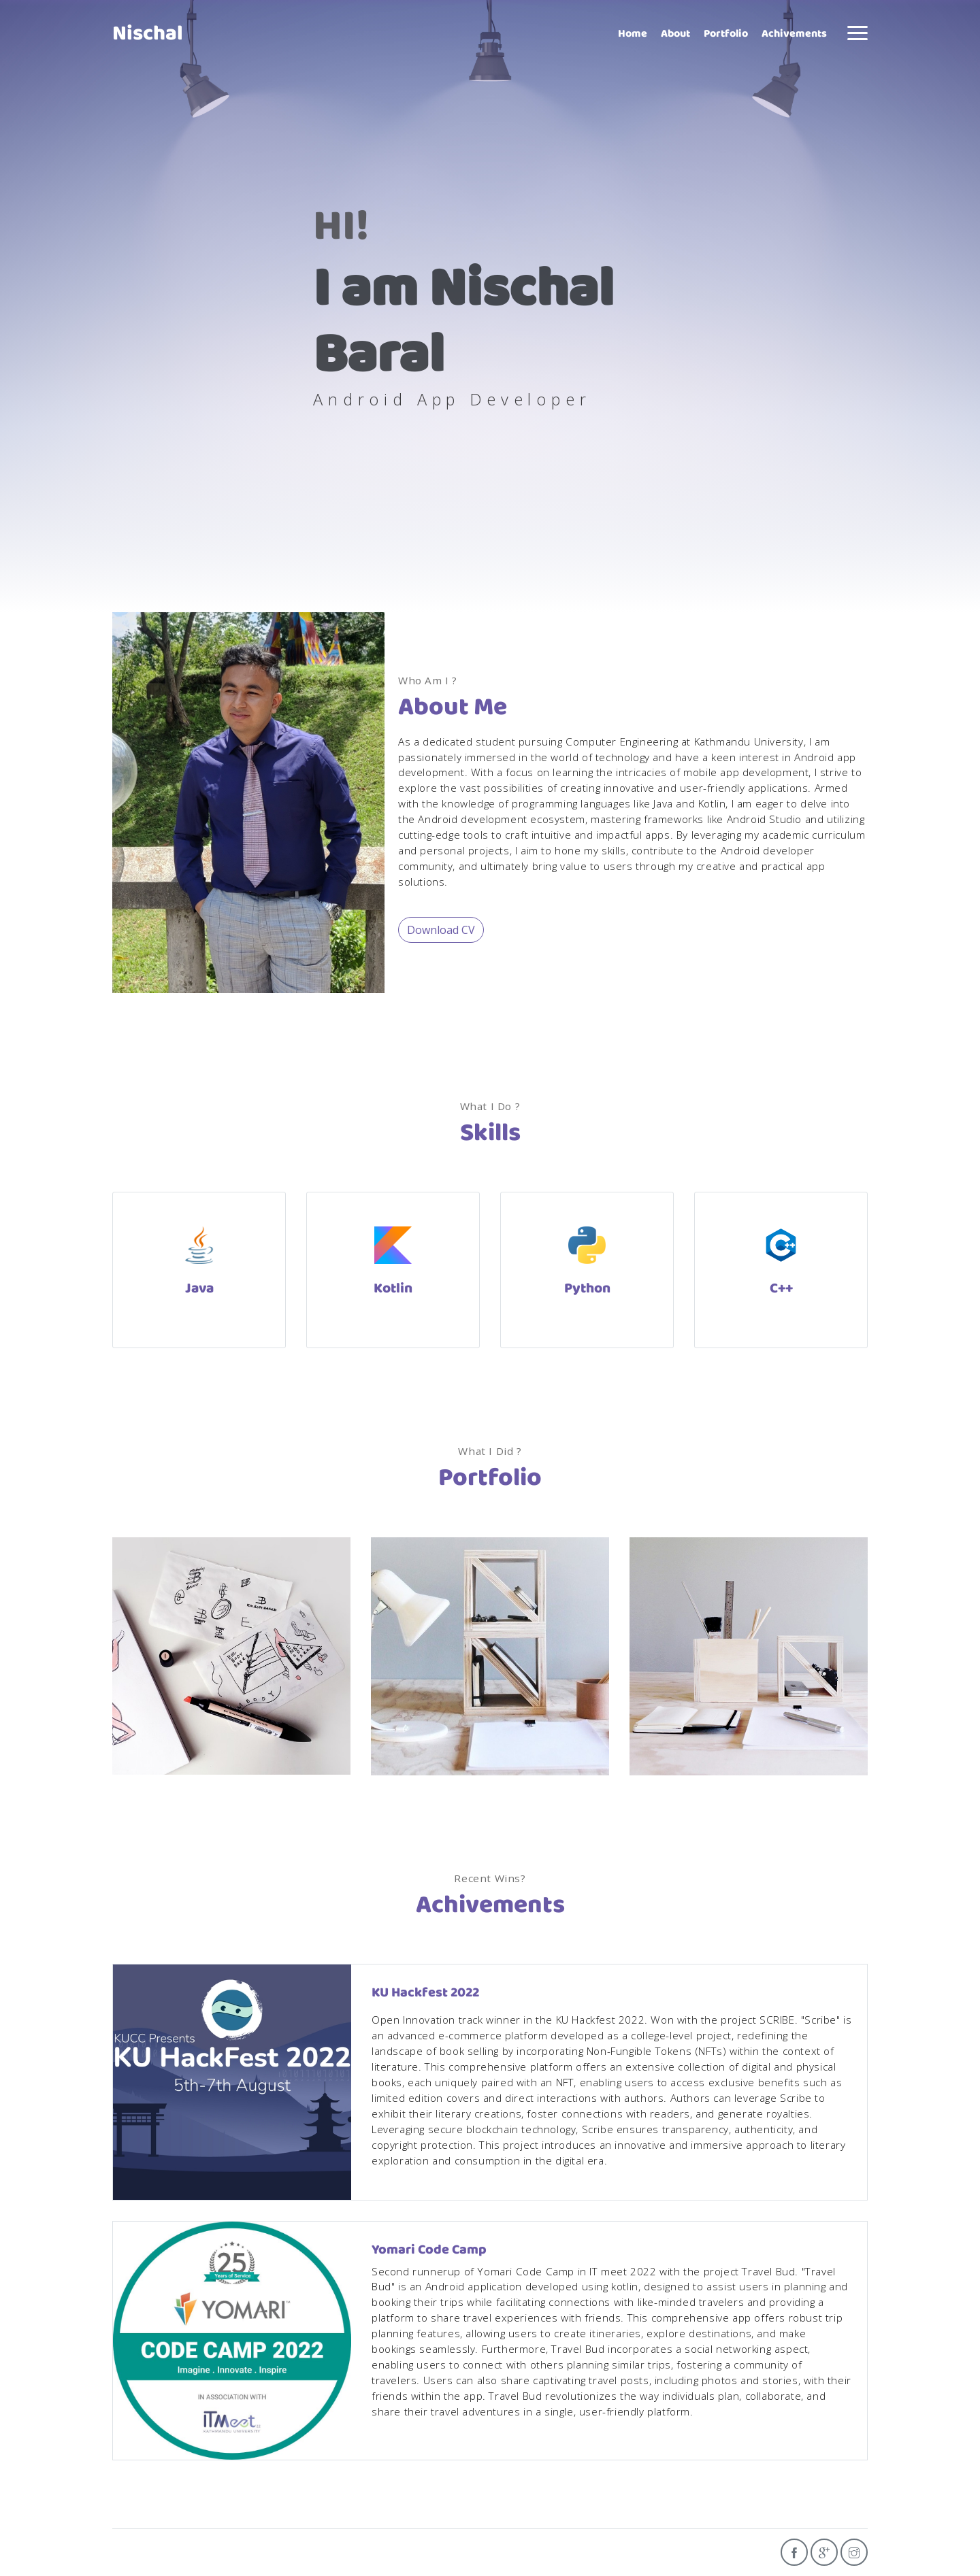 Nischal
Home About Portfolio Achivements
HI!
I am Nischal
Baral
Android App Developer
Who Am I ?
About Me
As a dedicated student pursuing Computer Engineering at Kathmandu University, I am
passionately immersed in the world of technology and have a keen interest in Android app
development. With a focus on learning the intricacies of mobile app development, I strive to
explore the vast possibilities of creating innovative and user-friendly applications. Armed
with the knowledge of programming languages like Java and Kotlin, I am eager to delve into
the Android development ecosystem, mastering frameworks like Android Studio and utilizing
cutting-edge tools to craft intuitive and impactful apps. By leveraging my academic curriculum
and personal projects, I aim to hone my skills, contribute to the Android developer
community, and ultimately bring value to users through my creative and practical app
solutions.
Download CV
What I Do ?
Skills
Java
Kotlin
Python
C++
What I Did ?
Portfolio
Recent Wins?
Achivements
KUCC Presents
KU HackFest 2022
5th-7th August
KU Hackfest 2022
Open Innovation track winner in the KU Hackfest 2022. Won with the project SCRIBE. "Scribe" is
an advanced e-commerce platform developed as a college-level project, redefining the
landscape of book selling by incorporating Non-Fungible Tokens (NFTs) within the context of
literature. This comprehensive platform offers an extensive collection of digital and physical
books, each uniquely paired with an NFT, enabling users to access exclusive benefits such as
limited edition covers and direct interactions with authors. Authors can leverage Scribe to
exhibit their literary creations, foster connections with readers, and generate royalties.
Leveraging secure blockchain technology, Scribe ensures transparency, authenticity, and
copyright protection. This project introduces an innovative and immersive approach to literary
exploration and consumption in the digital era.
25
Years of Service
YOMARI
CODE CAMP 2022
Imagine . Innovate . Inspire
IN ASSOCIATION WITH
ITMeet
KATHMANDU UNIVERSITY
Yomari Code Camp
Second runnerup of Yomari Code Camp in IT meet 2022 with the project Travel Bud. "Travel
Bud" is an Android application developed using kotlin, designed to assist users in planning and
booking their trips while facilitating connections with like-minded travelers and providing a
platform to share travel experiences with friends. This comprehensive app offers robust trip
planning features, allowing users to create itineraries, explore destinations, and make
bookings seamlessly. Furthermore, Travel Bud incorporates a social networking aspect,
enabling users to connect with others planning similar trips, fostering a community of
travelers. Users can also share captivating travel posts, including photos and stories, with their
friends within the app. Travel Bud revolutionizes the way individuals plan, collaborate, and
share their travel adventures in a single, user-friendly platform.